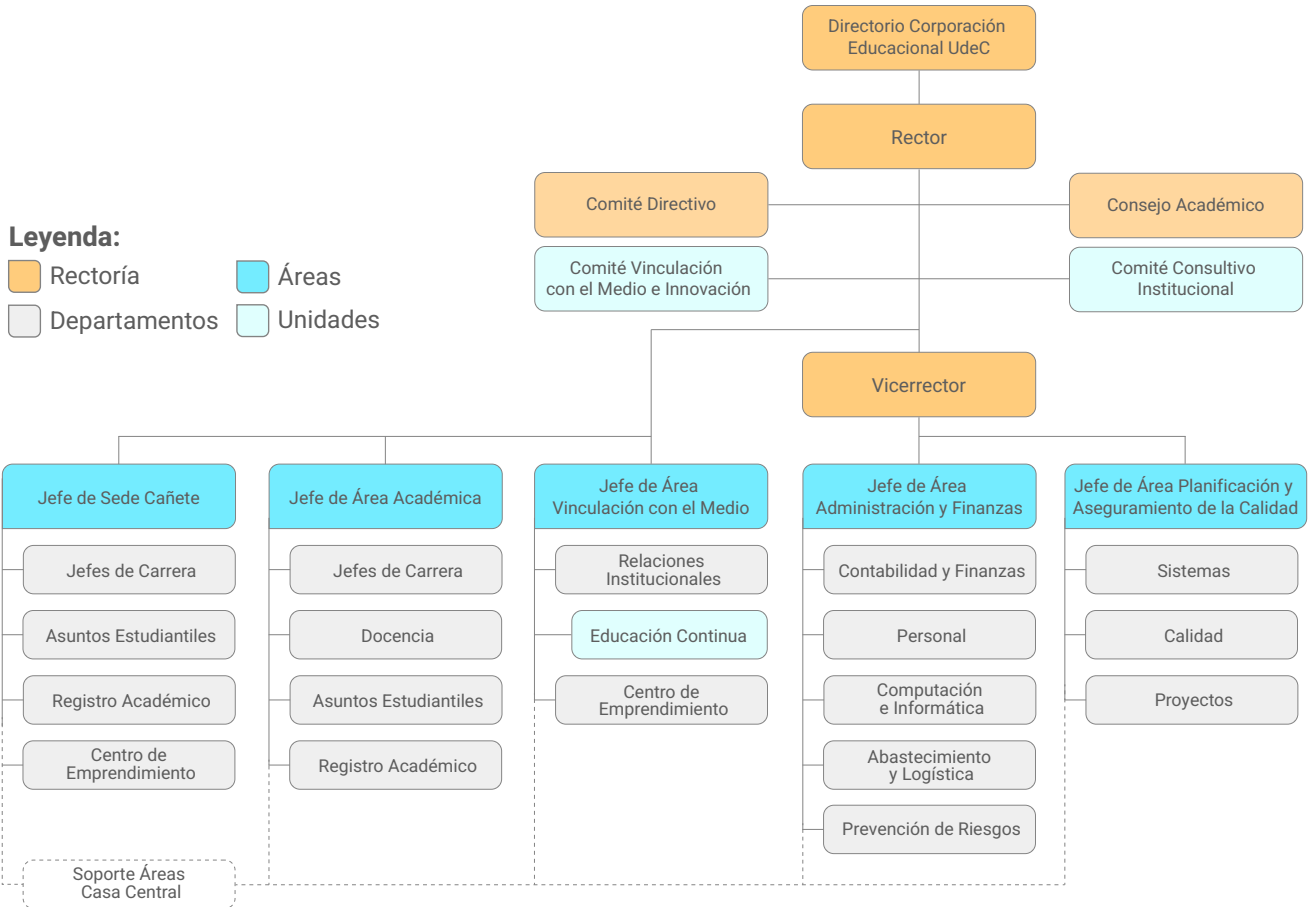 Directorio Corporación
Educacional UdeC
Rector
Comité Directivo
Consejo Académico
Leyenda:
Rectoría
Áreas
Departamentos
Unidades
Comité Vinculación
con el Medio e Innovación
Comité Consultivo
Institucional
Vicerrector
Jefe de Sede Cañete
Jefe de Área Académica
Jefe de Área
Vinculación con el Medio
Jefe de Área
Administración y Finanzas
Jefe de Área Planificación y
Aseguramiento de la Calidad
Jefes de Carrera
Asuntos Estudiantiles
Registro Académico
Centro de
Emprendimiento
Jefes de Carrera
Docencia
Asuntos Estudiantiles
Registro Académico
Relaciones
Institucionales
Educación Continua
Centro de
Emprendimiento
Contabilidad y Finanzas
Personal
Computación
e Informática
Abastecimiento
y Logística
Prevención de Riesgos
Sistemas
Calidad
Proyectos
Soporte Áreas
Casa Central